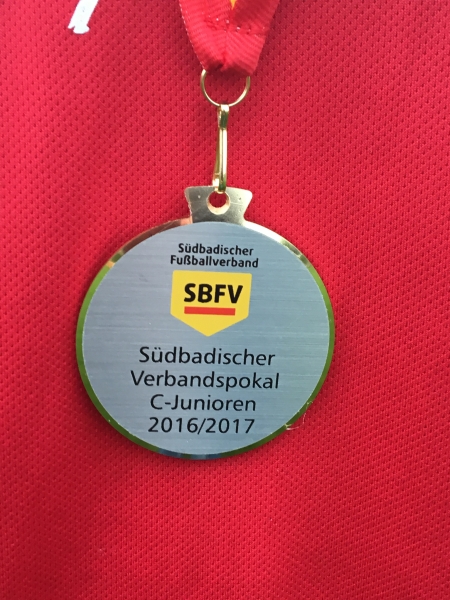 Südbadischer
Fußballverband
SBFV
Südbadischer
Verbandspokal
C-Junioren
2016/2017